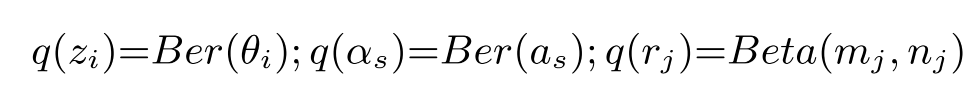 q(z_i)=Ber(θ_i); q(α_s)=Ber(a_s); q(r_j)=Beta(m_j, n_j)